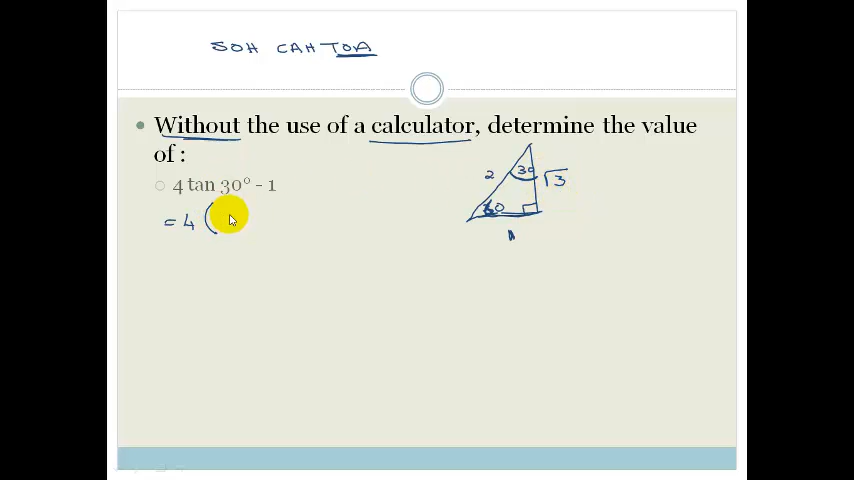 SOH CAH TOA
Without the use of a calculator, determine the value
of :
4 tan 30° - 1
= 4 (
2
30
√3
60
1